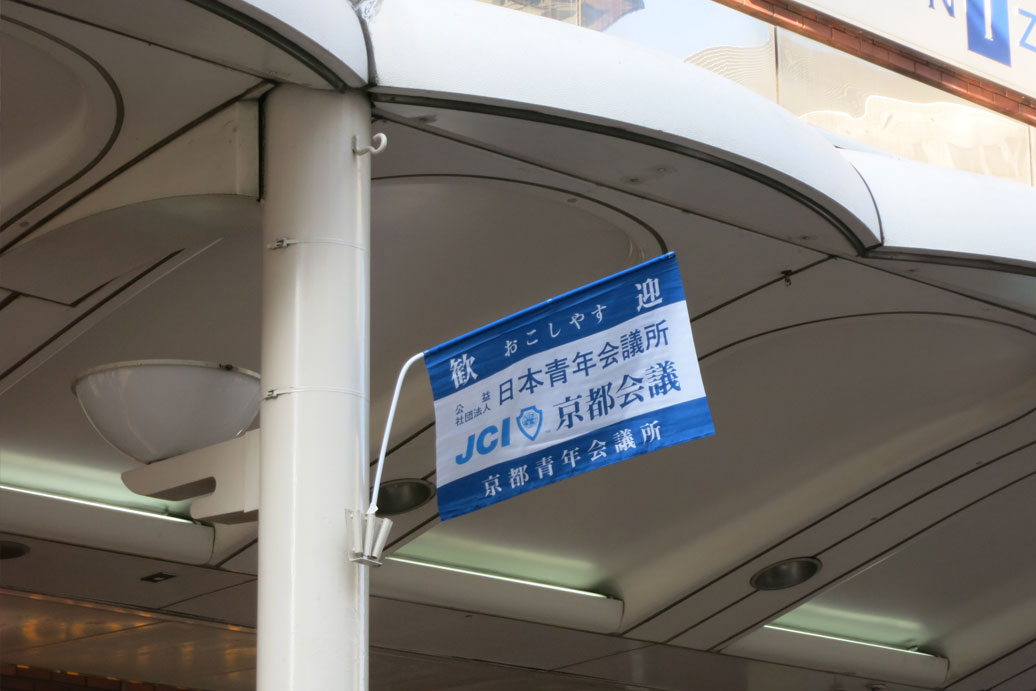 歓 おこしやす 迎
公益社団法人 日本青年会議所
JCI 京都会議
京都青年会議所
N
Z